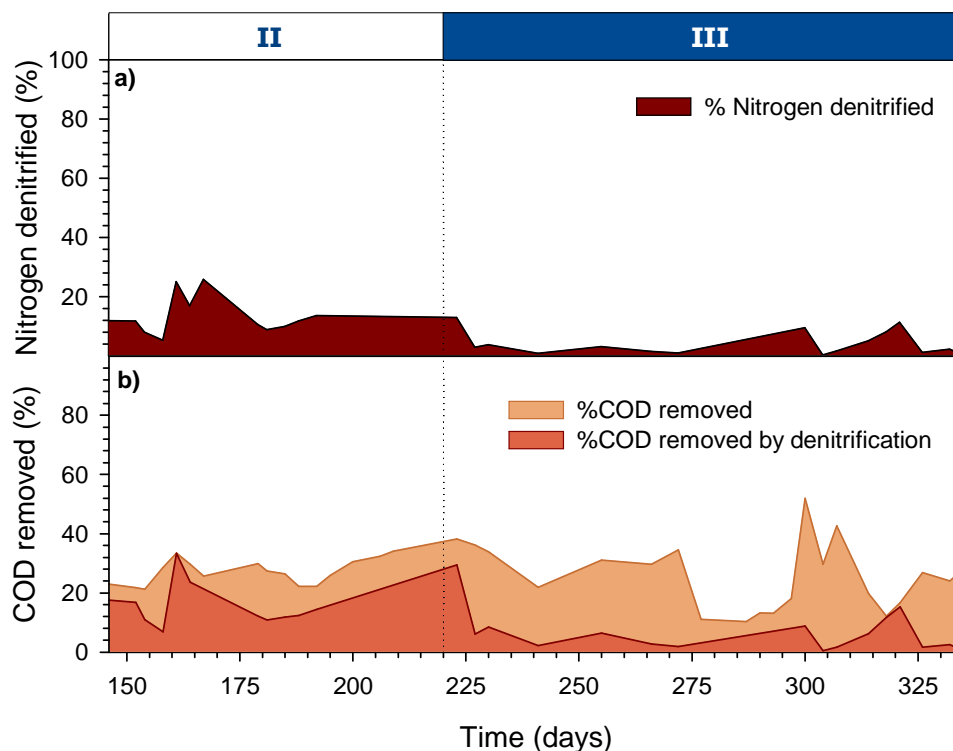 II
III
Nitrogen denitrified (%)
100
80
60
40
20
a)
% Nitrogen denitrified
COD removed (%)
80
60
40
20
0
b)
%COD removed
%COD removed by denitrification
150
175
200
225
250
275
300
325
Time (days)